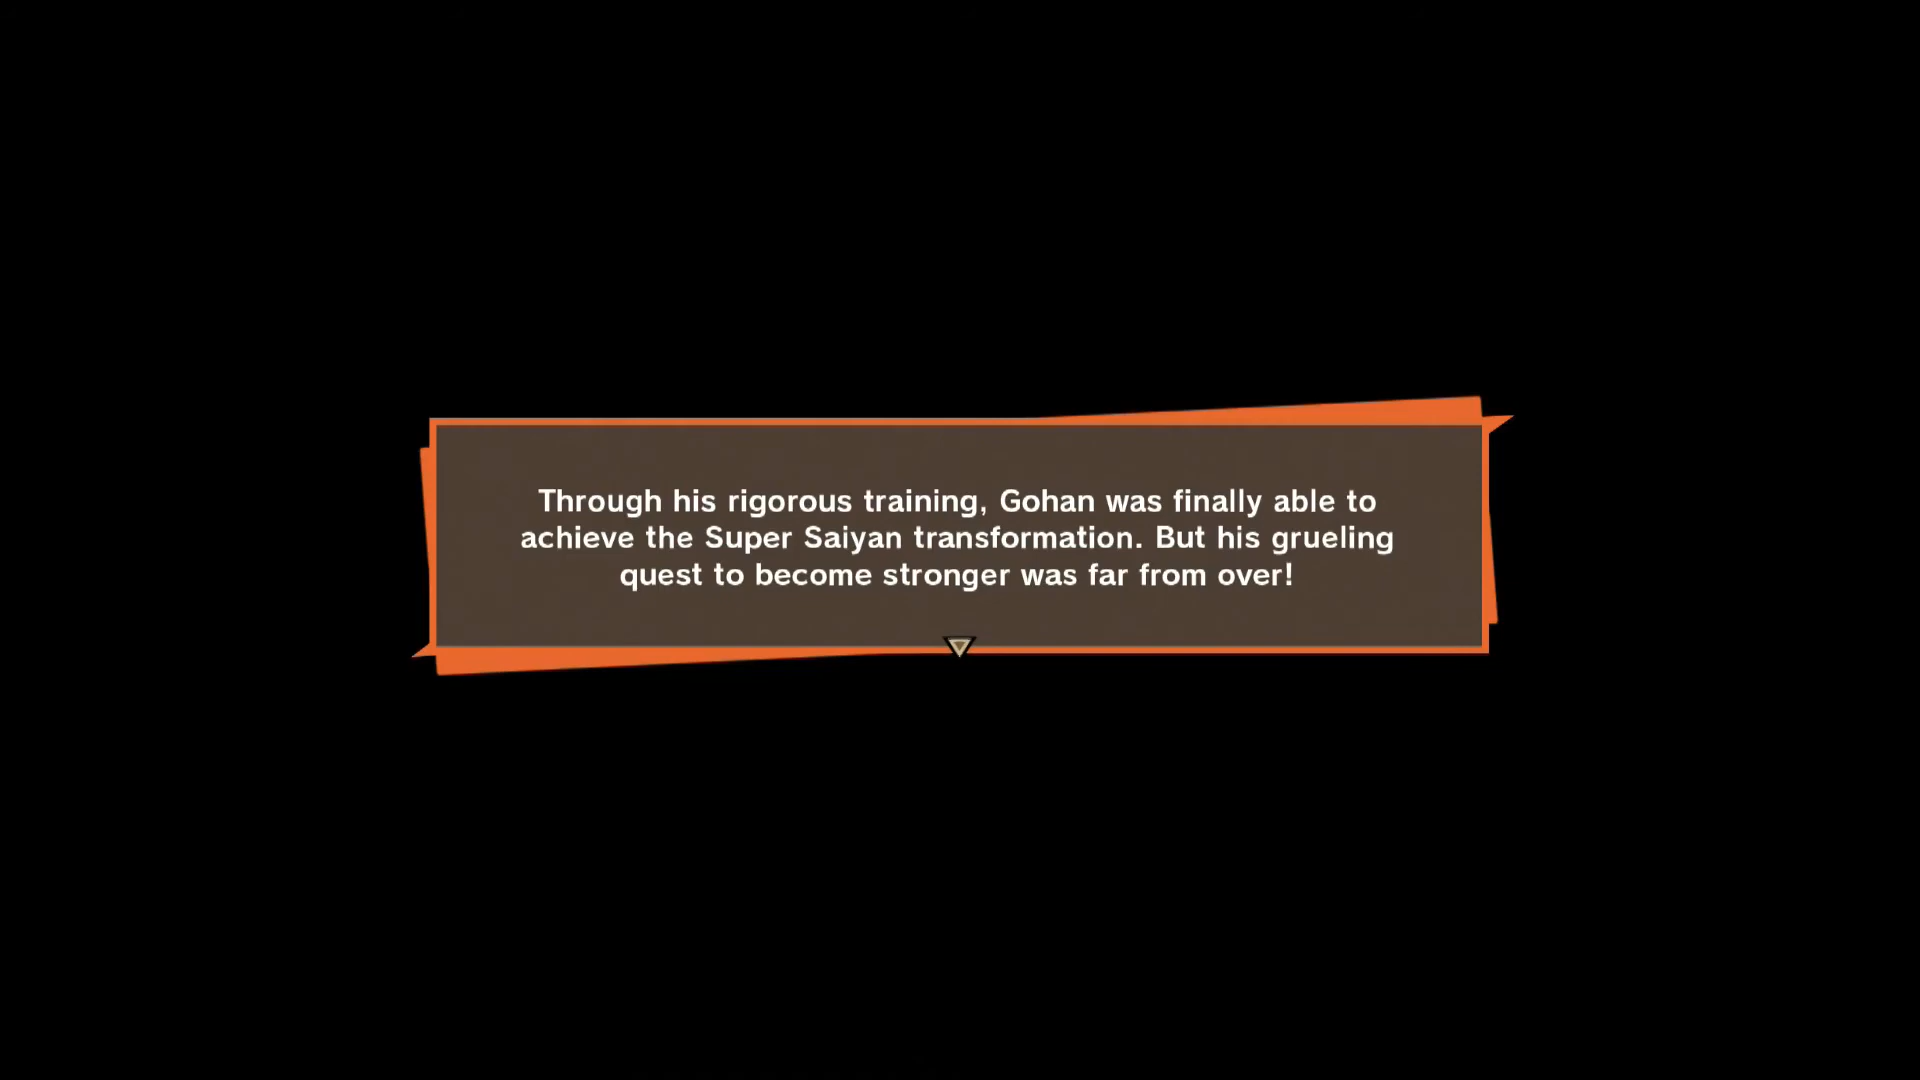 Through his rigorous training, Gohan was finally able to
achieve the Super Saiyan transformation. But his grueling
quest to become stronger was far from over!